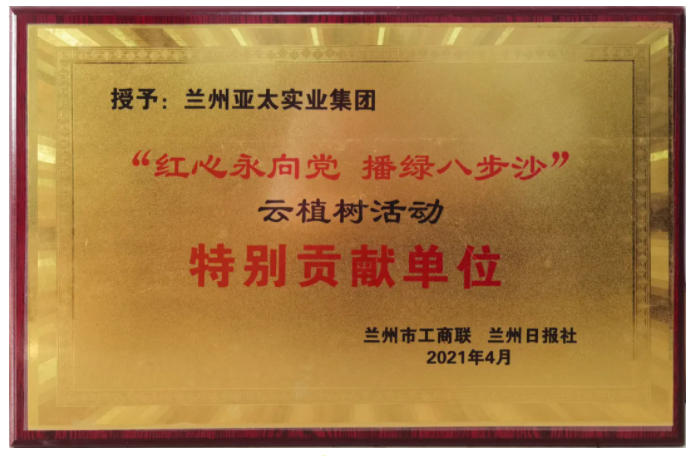 授予：兰州亚太实业集团
“红心永向党 播绿八步沙”
云植树活动
特别贡献单位
兰州市工商联 兰州日报社
2021年4月